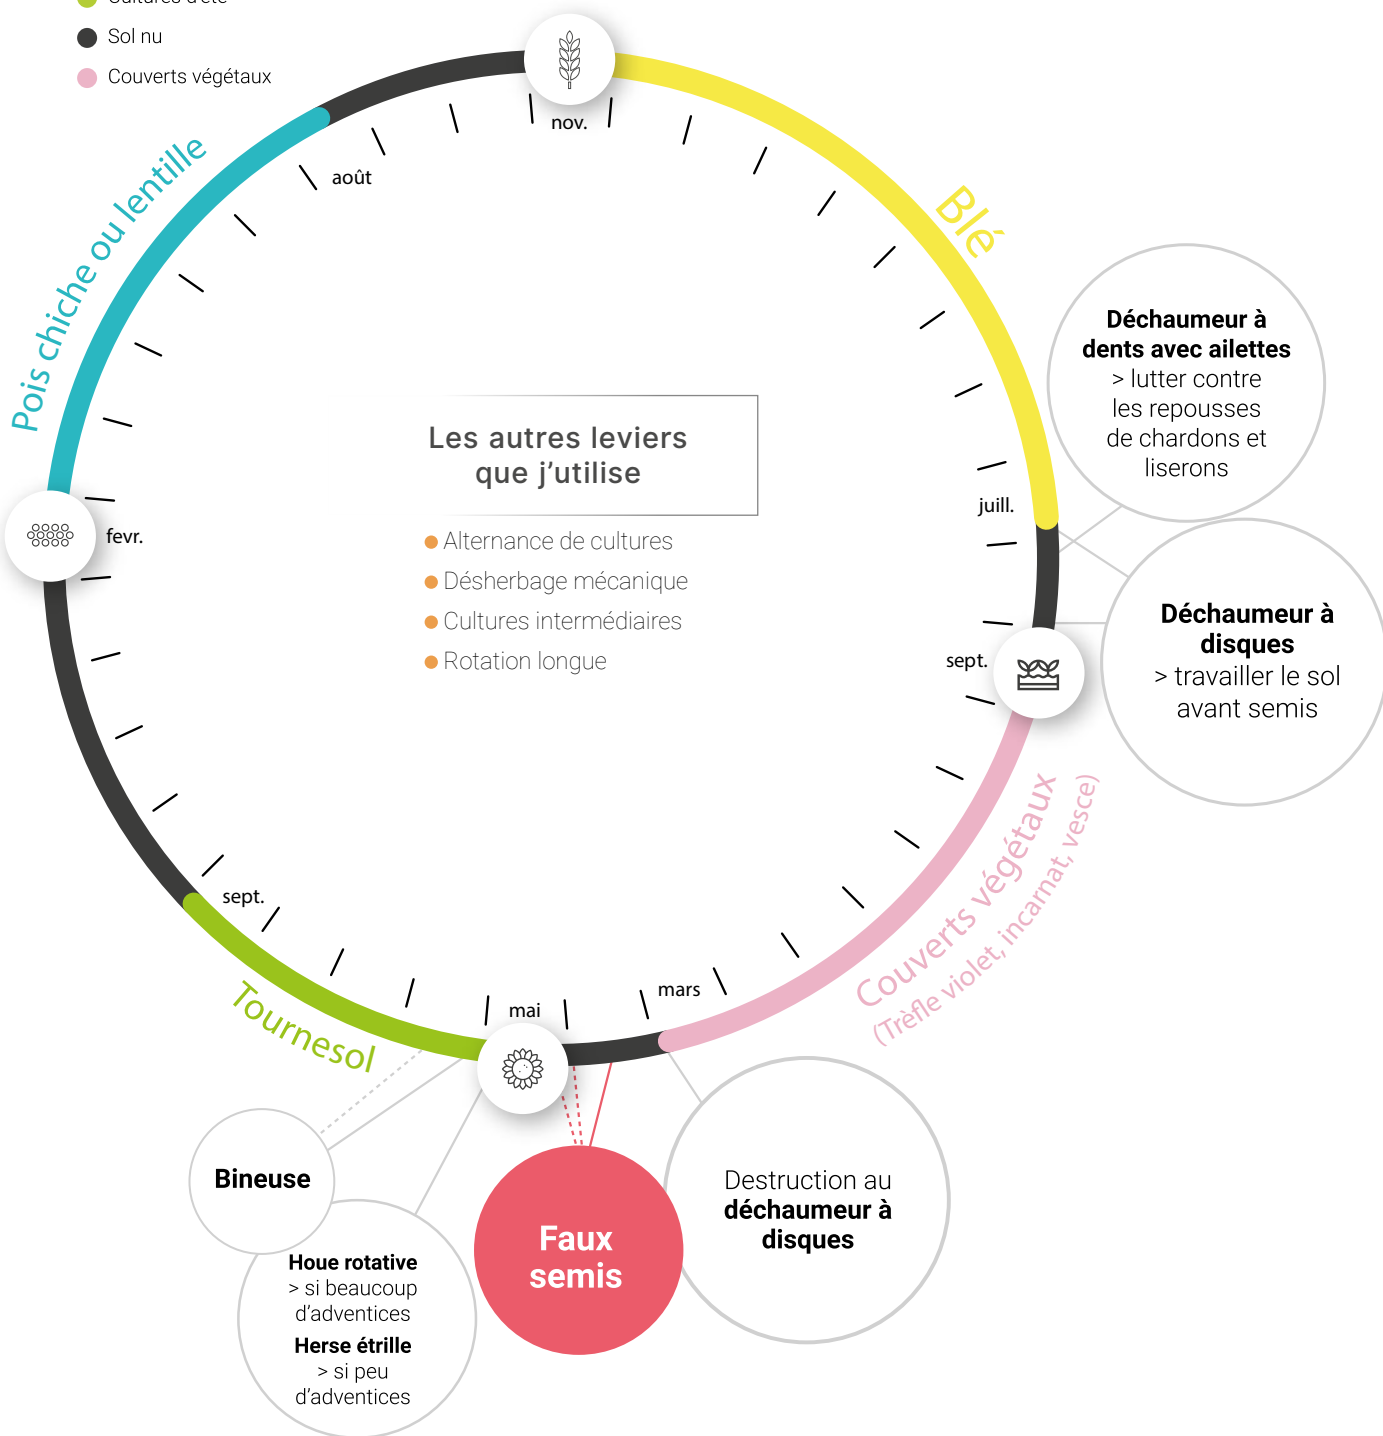 Cultures d'été
Sol nu
Couverts végétaux
nov.
août
Blé
Pois chiche ou lentille
Déchaumeur à
dents avec ailettes
> lutter contre
les repousses
de chardons et
liserons
Les autres leviers
que j’utilise
juill.
fevr.
Alternance de cultures
Désherbage mécanique
Cultures intermédiaires
Rotation longue
Déchaumeur à
disques
> travailler le sol
avant semis
sept.
Couverts végétaux
(Trèfle violet, incarnat, vesce)
sept.
mars
mai
Tournesol
Bineuse
Destruction au
déchaumeur à
disques
Faux
semis
Houe rotative
> si beaucoup
d’adventices
Herse étrille
> si peu
d’adventices